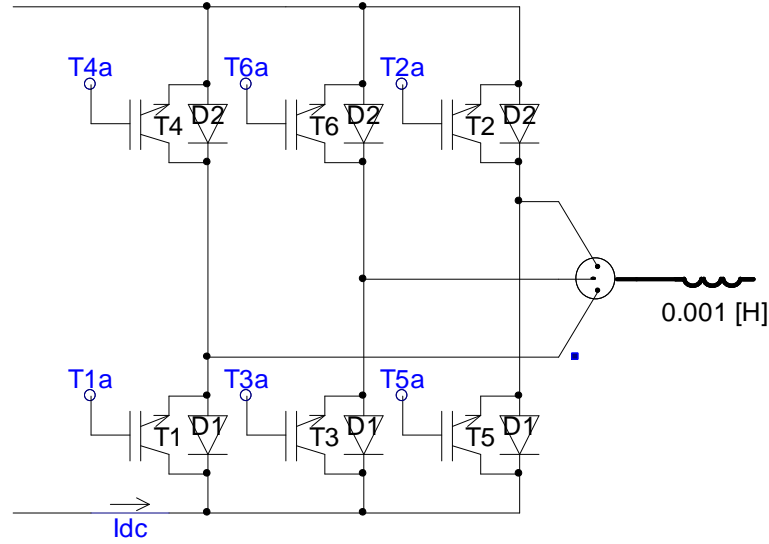 T4a T6a T2a
T4 D2 T6 D2 T2 D2
0.001 [H]
T1a T3a T5a
T1 D1 T3 D1 T5 D1
Idc